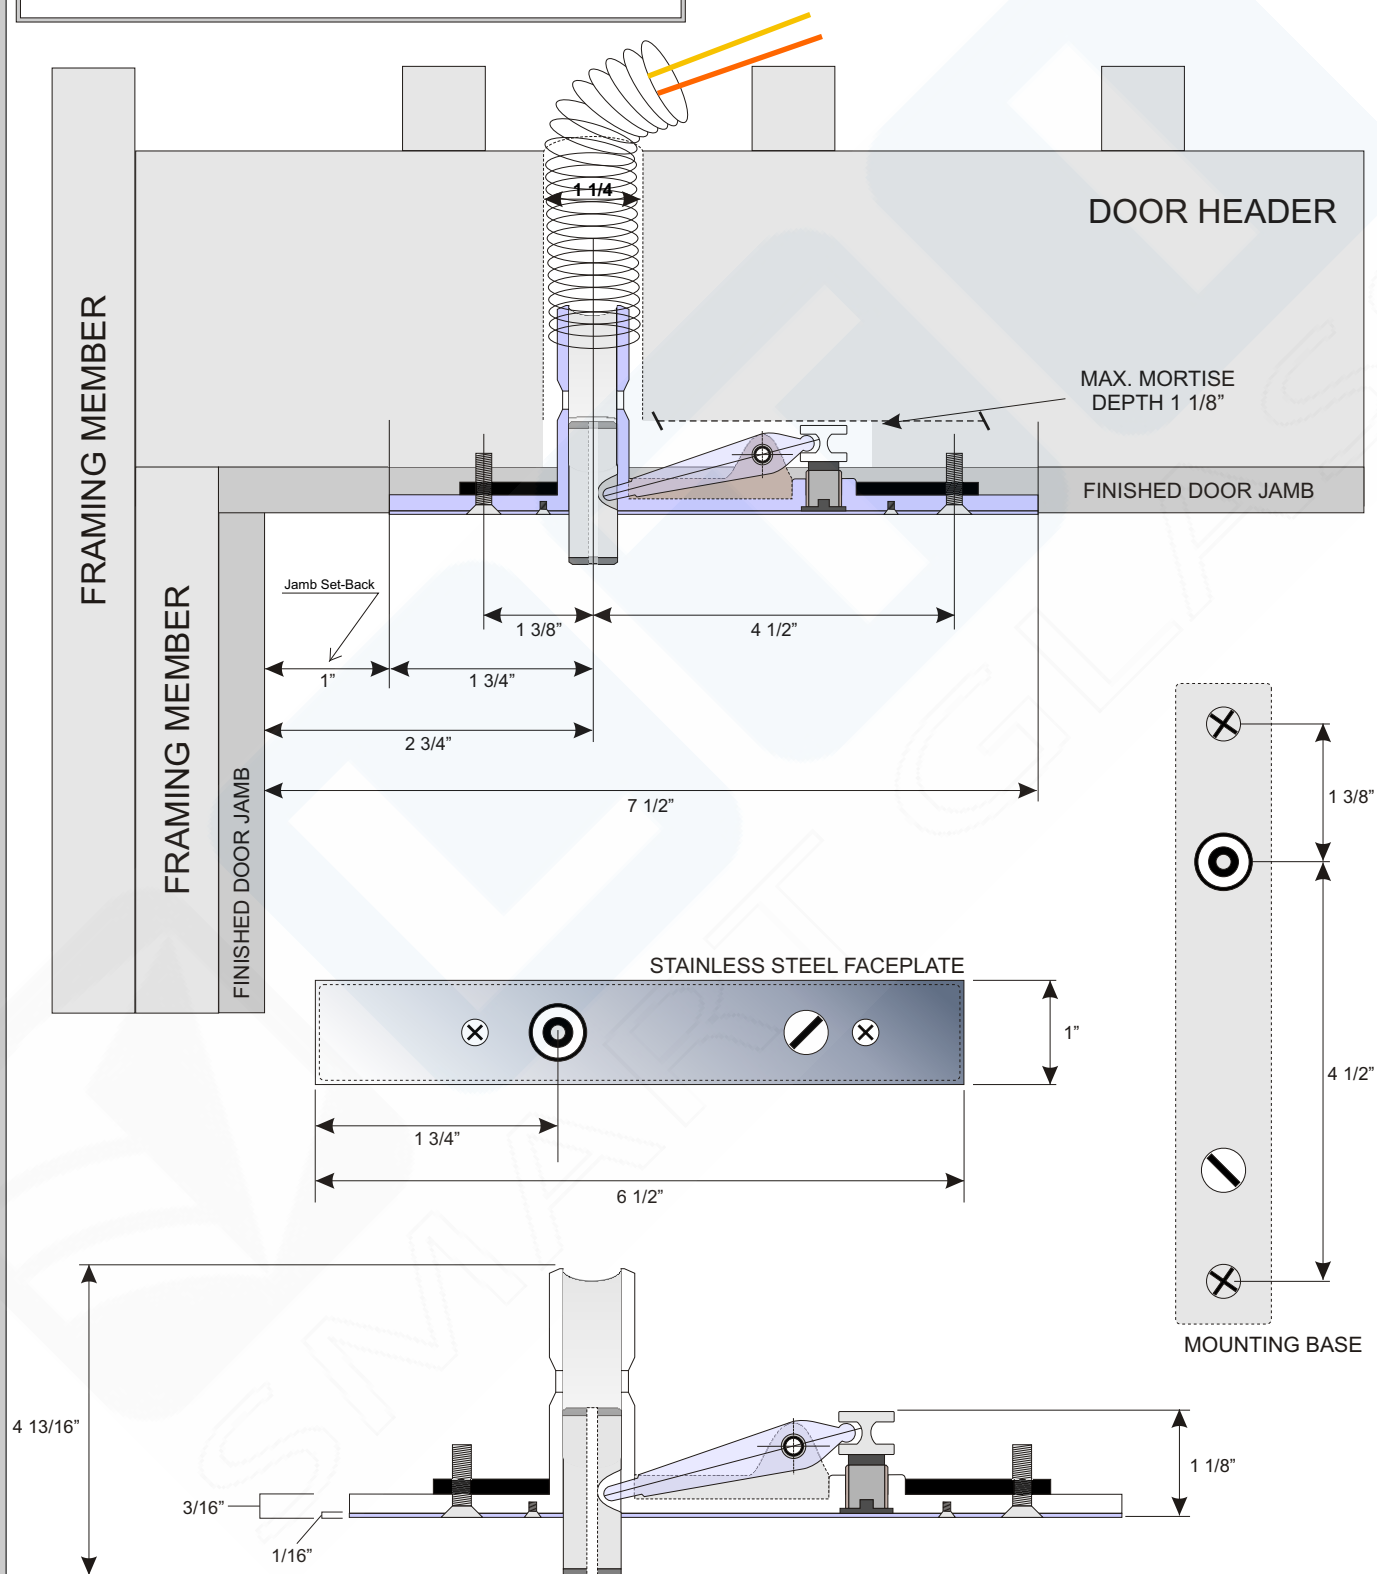 1 1/4
DOOR HEADER
FRAMING MEMBER
MAX. MORTISE
DEPTH 1 1/8”
FINISHED DOOR JAMB
Jamb Set-Back
1 3/8”
4 1/2”
1”
1 3/4”
2 3/4”
7 1/2”
FRAMING MEMBER
FINISHED DOOR JAMB
1 3/8”
4 1/2”
MOUNTING BASE
STAINLESS STEEL FACEPLATE
1”
1 3/4”
6 1/2”
4 13/16”
3/16”
1/16”
1 1/8”
SMART GLASS